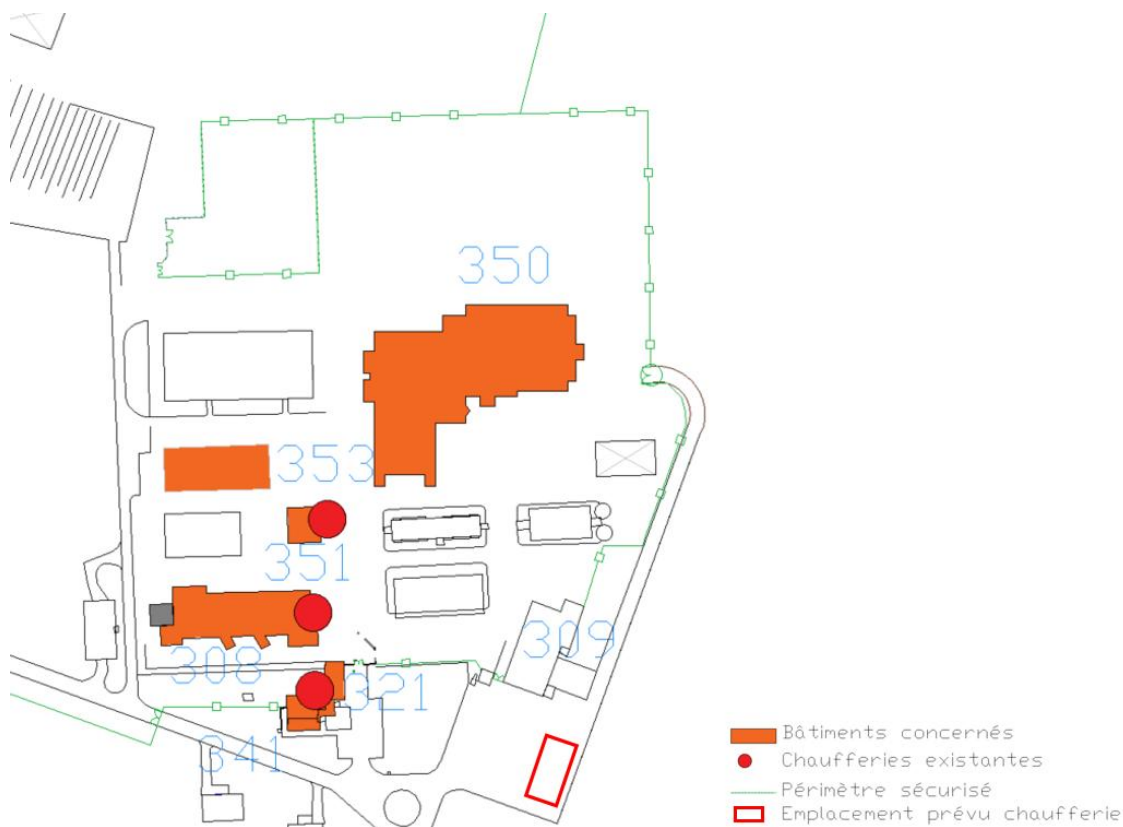 350
353
351
309
308
321
341
Bâtiments concernés
Chaufferies existantes
Périmètre sécurisé
Emplacement prévu chaufferie